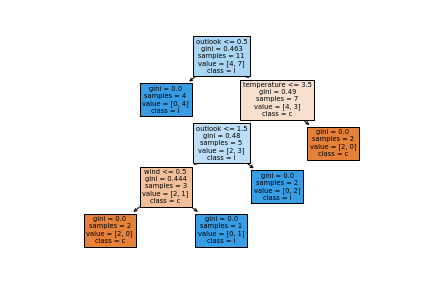 outlook <= 0.5
gini = 0.463
samples = 11
value = [4, 7]
class = l
gini = 0.0
samples = 4
value = [0, 4]
class = l
temperature <= 3.5
gini = 0.49
samples = 7
value = [4, 3]
class = c
outlook <= 1.5
gini = 0.48
samples = 5
value = [2, 3]
class = l
gini = 0.0
samples = 2
value = [2, 0]
class = c
wind <= 0.5
gini = 0.444
samples = 3
value = [2, 1]
class = c
gini = 0.0
samples = 2
value = [0, 2]
class = l
gini = 0.0
samples = 2
value = [2, 0]
class = c
gini = 0.0
samples = 1
value = [0, 1]
class = l